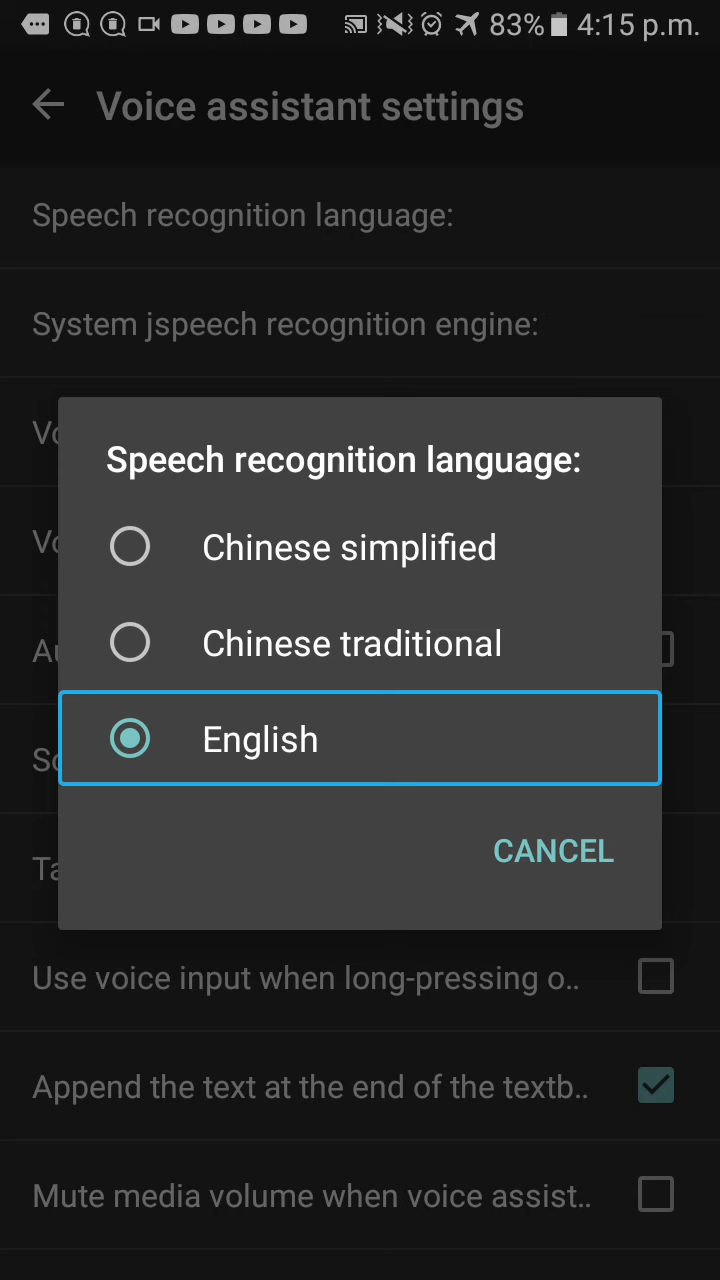 83% 4:15 p.m.
Voice assistant settings
Speech recognition language:
System jspeech recognition engine:
Speech recognition language:
Chinese simplified
Chinese traditional
English
CANCEL
Use voice input when long-pressing o..
Append the text at the end of the textb..
Mute media volume when voice assist..